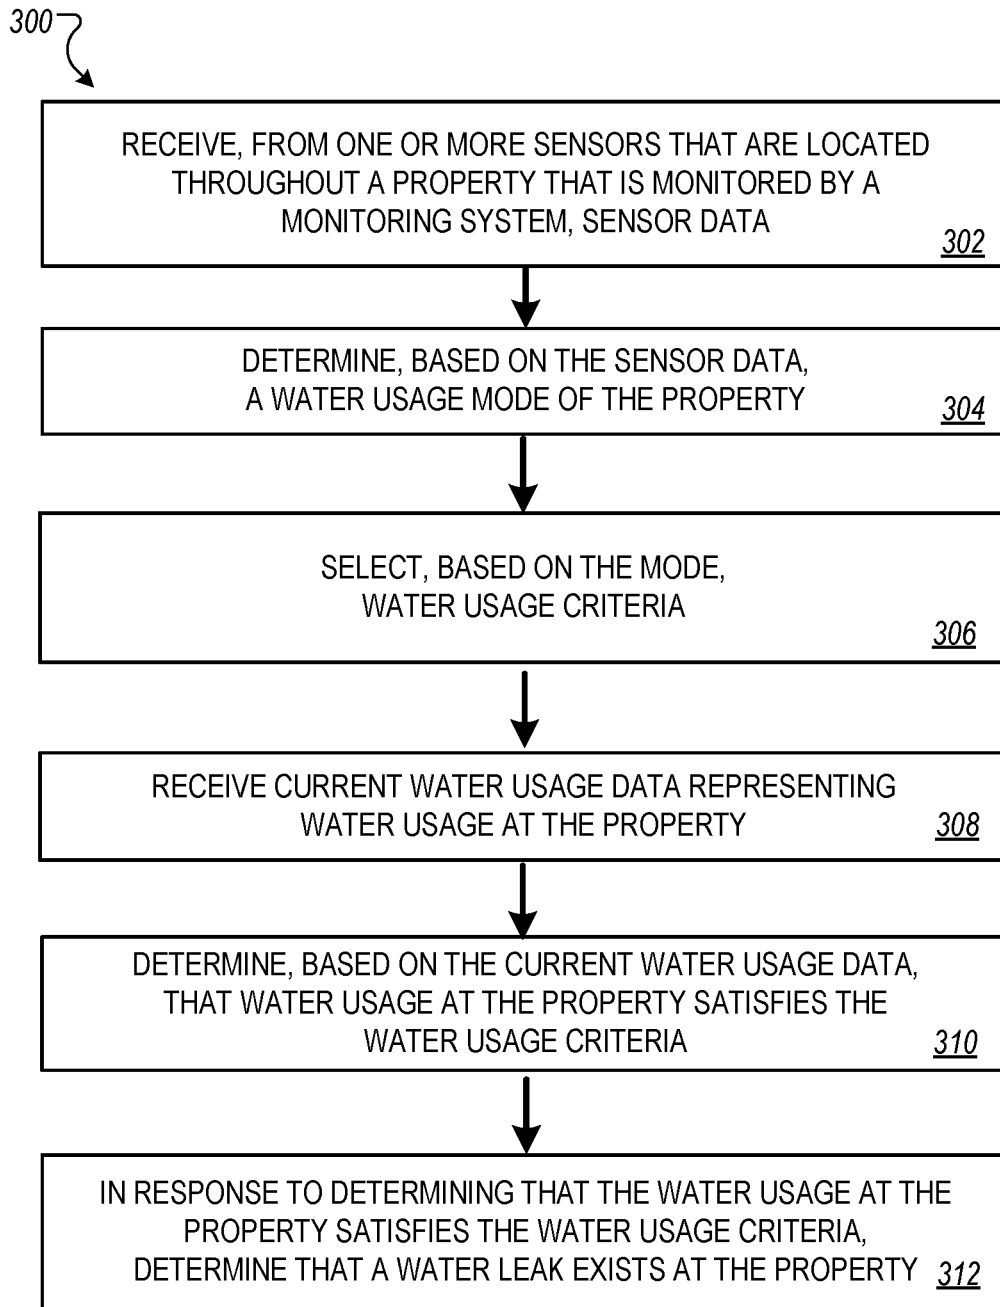 300
RECEIVE, FROM ONE OR MORE SENSORS THAT ARE LOCATED
THROUGHOUT A PROPERTY THAT IS MONITORED BY A
MONITORING SYSTEM, SENSOR DATA
302
DETERMINE, BASED ON THE SENSOR DATA,
A WATER USAGE MODE OF THE PROPERTY
304
SELECT, BASED ON THE MODE,
WATER USAGE CRITERIA
306
RECEIVE CURRENT WATER USAGE DATA REPRESENTING
WATER USAGE AT THE PROPERTY
308
DETERMINE, BASED ON THE CURRENT WATER USAGE DATA,
THAT WATER USAGE AT THE PROPERTY SATISFIES THE
WATER USAGE CRITERIA
310
IN RESPONSE TO DETERMINING THAT THE WATER USAGE AT THE
PROPERTY SATISFIES THE WATER USAGE CRITERIA,
DETERMINE THAT A WATER LEAK EXISTS AT THE PROPERTY
312